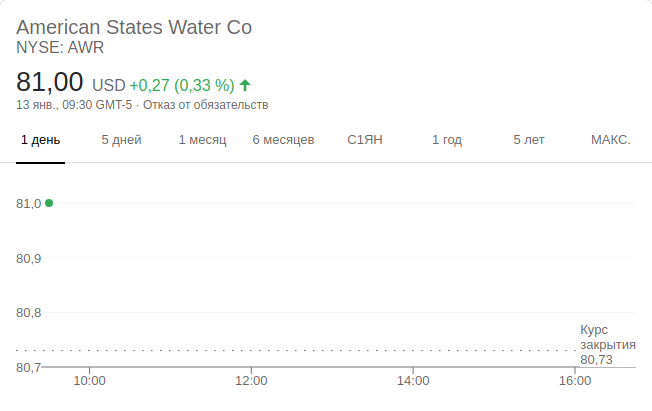 American States Water Co
NYSE: AWR
81,00 USD +0,27 (0,33 %)
13 янв., 09:30 GMT-5 · Отказ от обязательств
1 день 5 дней 1 месяц 6 месяцев С1ЯН 1 год 5 лет МАКС.
81,0
80,9
80,8
Курс
закрытия
80,73
80,7
10:00 12:00 14:00 16:00